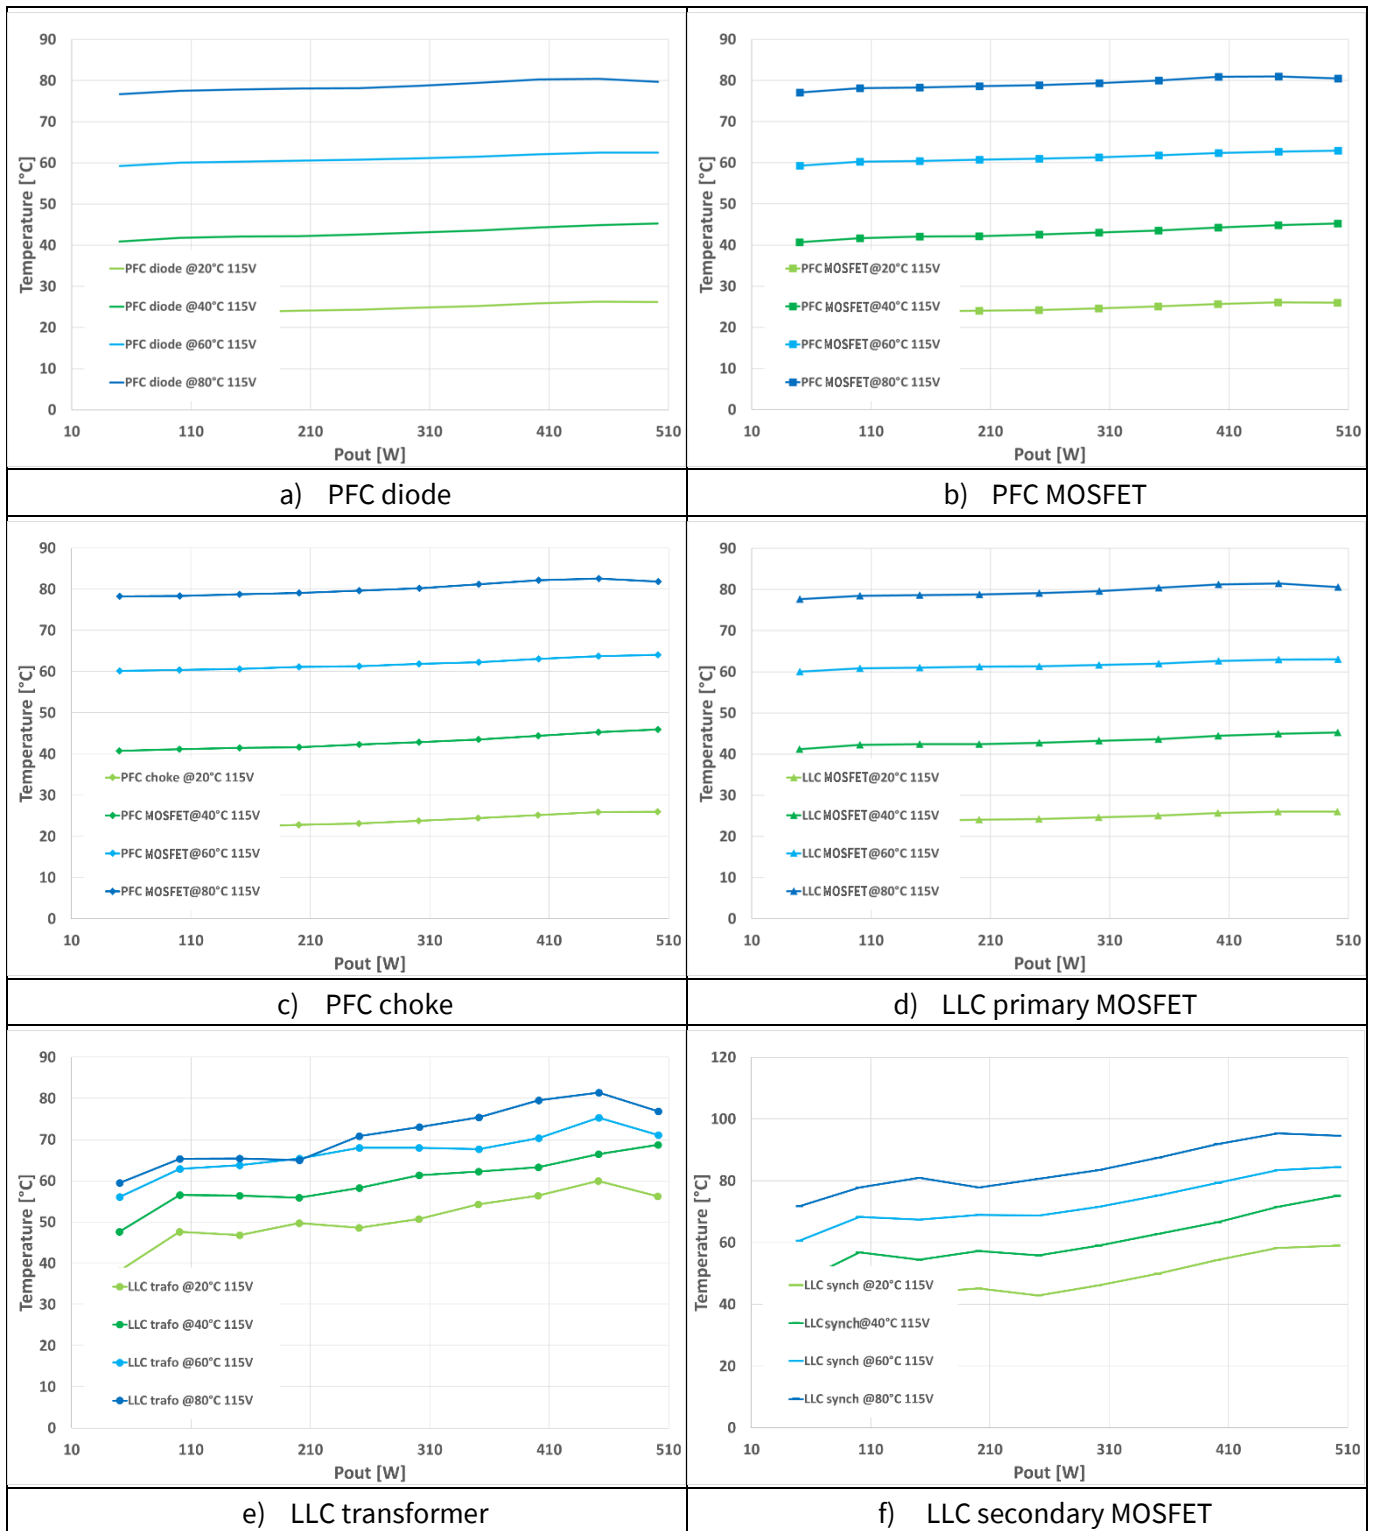 90
80
70
60
50
40
30
20
10
0
Temperature [°C]
PFC diode @20°C 115V
PFC diode @40°C 115V
PFC diode @60°C 115V
PFC diode @80°C 115V
10 110 210 310 410 510
Pout [W]
90
80
70
60
50
40
30
20
10
0
Temperature [°C]
PFC MOSFET@20°C 115V
PFC MOSFET@40°C 115V
PFC MOSFET@60°C 115V
PFC MOSFET@80°C 115V
10 110 210 310 410 510
Pout [W]
a) PFC diode
b) PFC MOSFET
90
80
70
60
50
40
30
20
10
0
Temperature [°C]
PFC choke @20°C 115V
PFC MOSFET@40°C 115V
PFC MOSFET@60°C 115V
PFC MOSFET@80°C 115V
10 110 210 310 410 510
Pout [W]
90
80
70
60
50
40
30
20
10
0
Temperature [°C]
LLC MOSFET@20°C 115V
LLC MOSFET@40°C 115V
LLC MOSFET@60°C 115V
LLC MOSFET@80°C 115V
10 110 210 310 410 510
Pout [W]
c) PFC choke
d) LLC primary MOSFET
90
80
70
60
50
40
30
20
10
0
Temperature [°C]
LLC trafo @20°C 115V
LLC trafo @40°C 115V
LLC trafo @60°C 115V
LLC trafo @80°C 115V
10 110 210 310 410 510
Pout [W]
120
100
80
60
40
20
0
Temperature [°C]
LLC synch @20°C 115V
LLC synch@40°C 115V
LLC synch @60°C 115V
LLC synch @80°C 115V
10 110 210 310 410 510
Pout [W]
e) LLC transformer
f) LLC secondary MOSFET